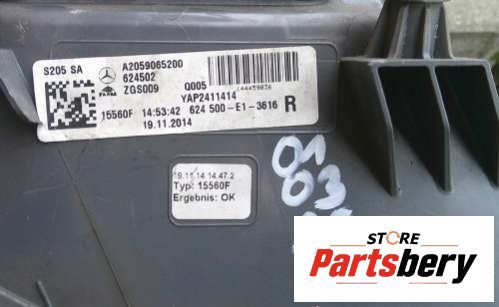 S205 SA
A2059065200
624502
ZGS009
Q005
YAP2411414
15560F 14:53:42 624 500-E1-3616 R
19.11.2014
19.11.14 14.47.2
Typ: 15560F
Ergebnis: OK
01
03
STORE
Partsbery